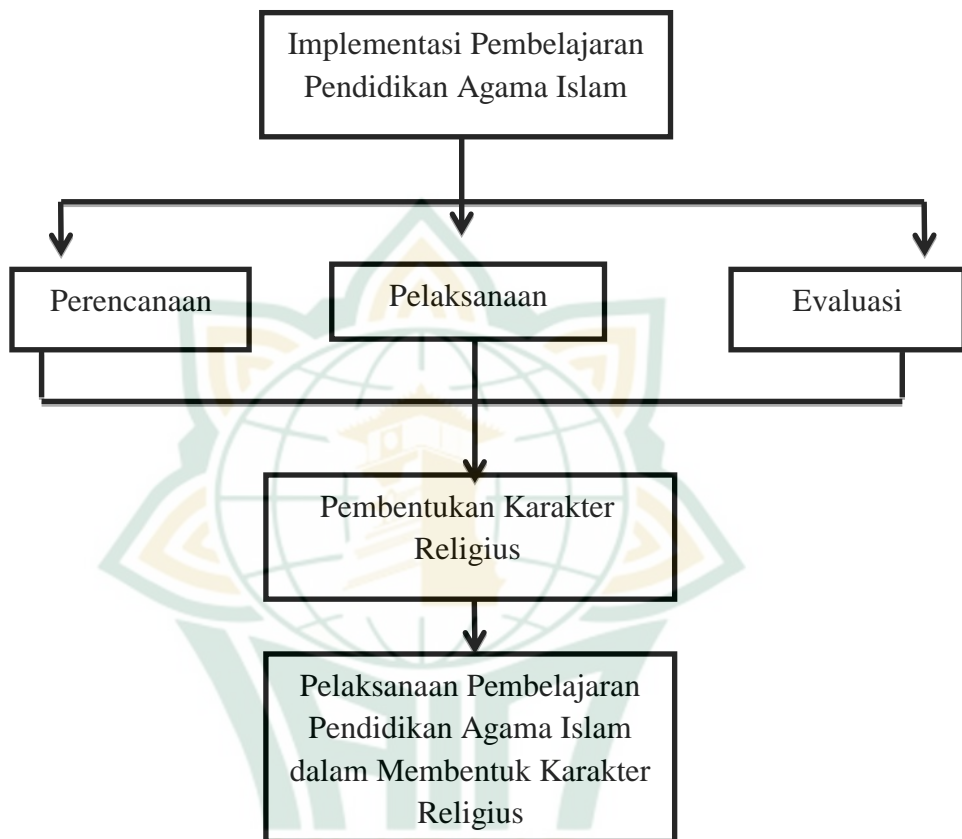 Implementasi Pembelajaran
Pendidikan Agama Islam
Perencanaan
Pelaksanaan
Evaluasi
Pembentukan Karakter
Religius
Pelaksanaan Pembelajaran
Pendidikan Agama Islam
dalam Membentuk Karakter
Religius